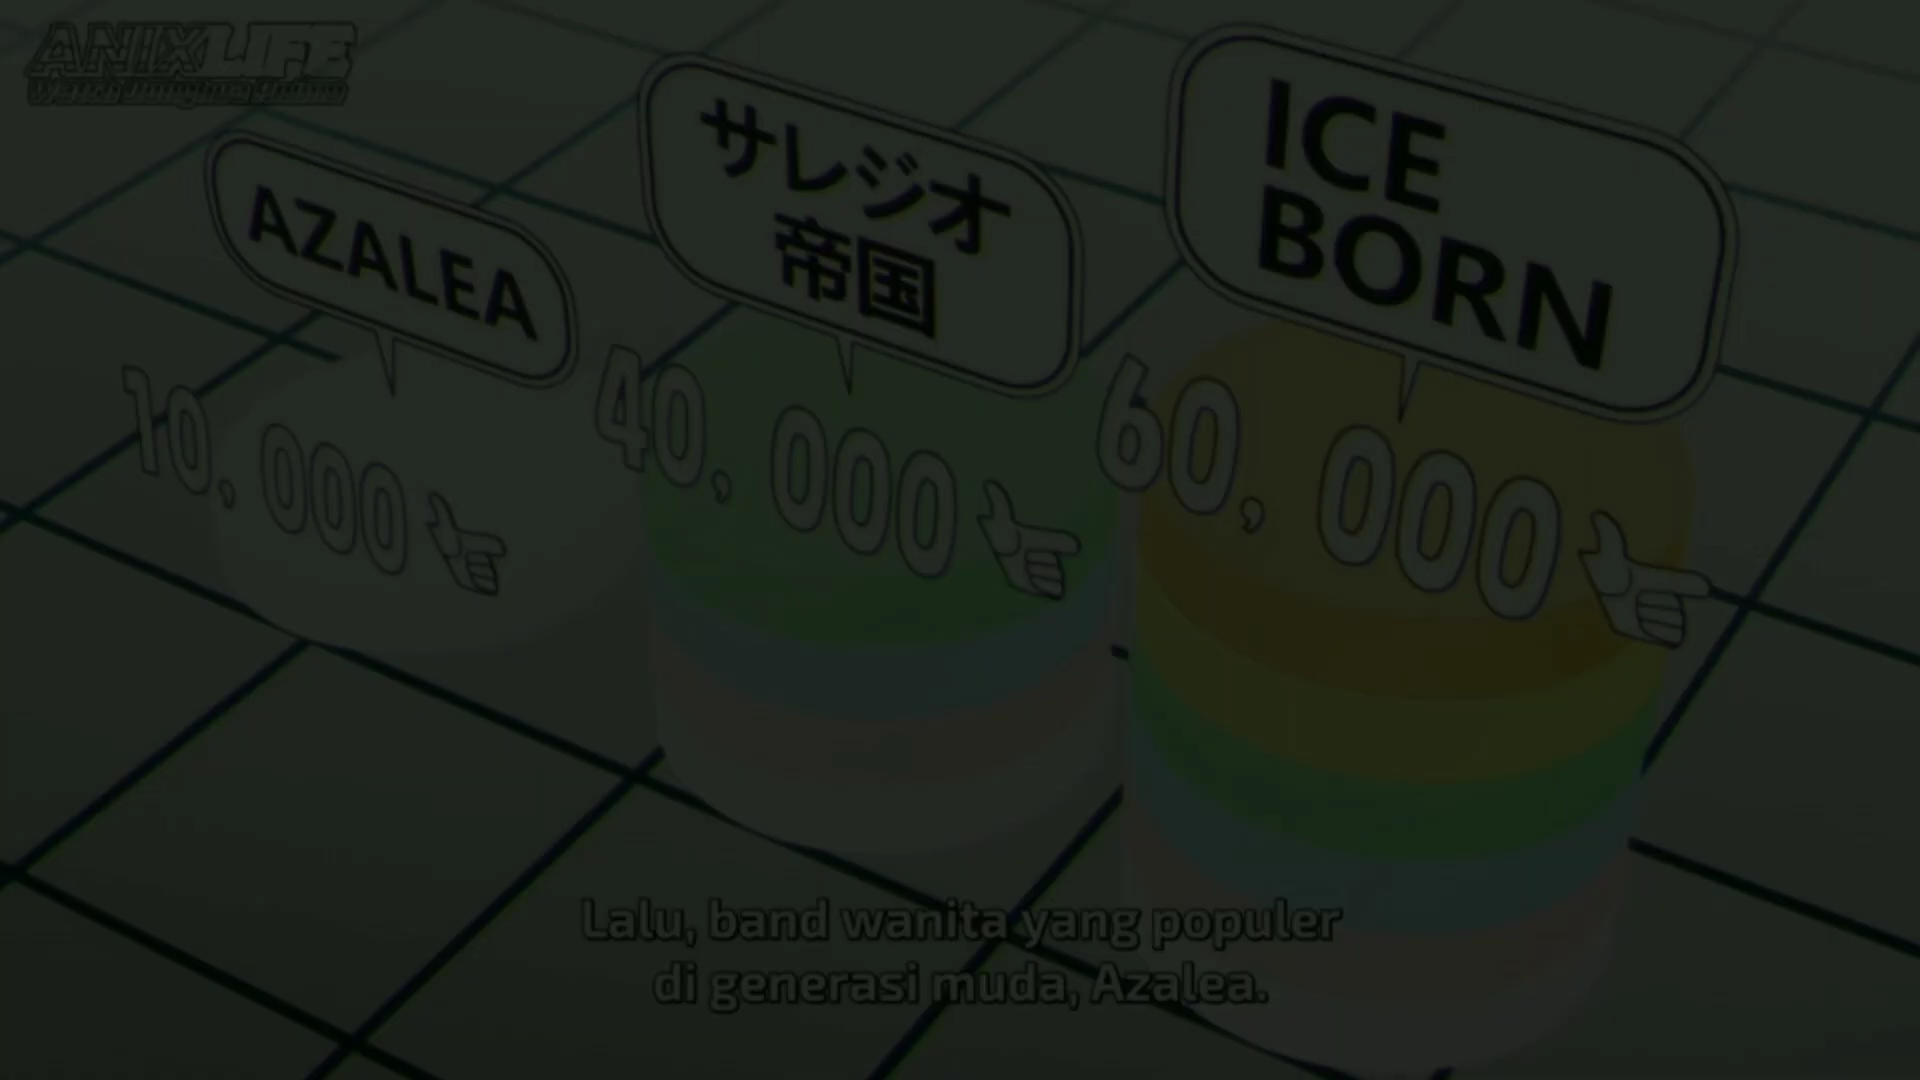 ANIXLIFE
AZALEA
サレジオ
帝国
ICE
BORN
10,000
40,000
60,000
Lalu, band wanita yang populer
di generasi muda, Azalea.